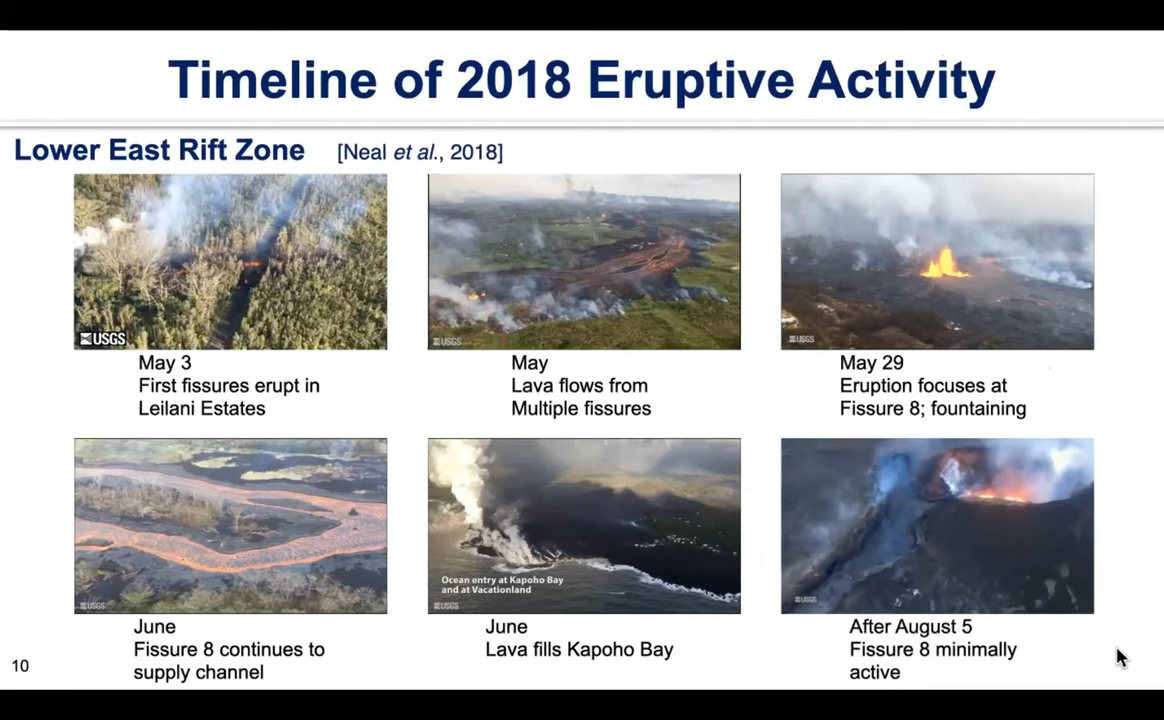 Timeline of 2018 Eruptive Activity
Lower East Rift Zone [Neal et al., 2018]
USGS
USGS
USGS
May 3
First fissures erupt in
Leilani Estates
May
Lava flows from
Multiple fissures
May 29
Eruption focuses at
Fissure 8; fountaining
USGS
Ocean entry at Kapoho Bay
and at Vacationland
USGS
USGS
June
Fissure 8 continues to
supply channel
June
Lava fills Kapoho Bay
After August 5
Fissure 8 minimally
active
10